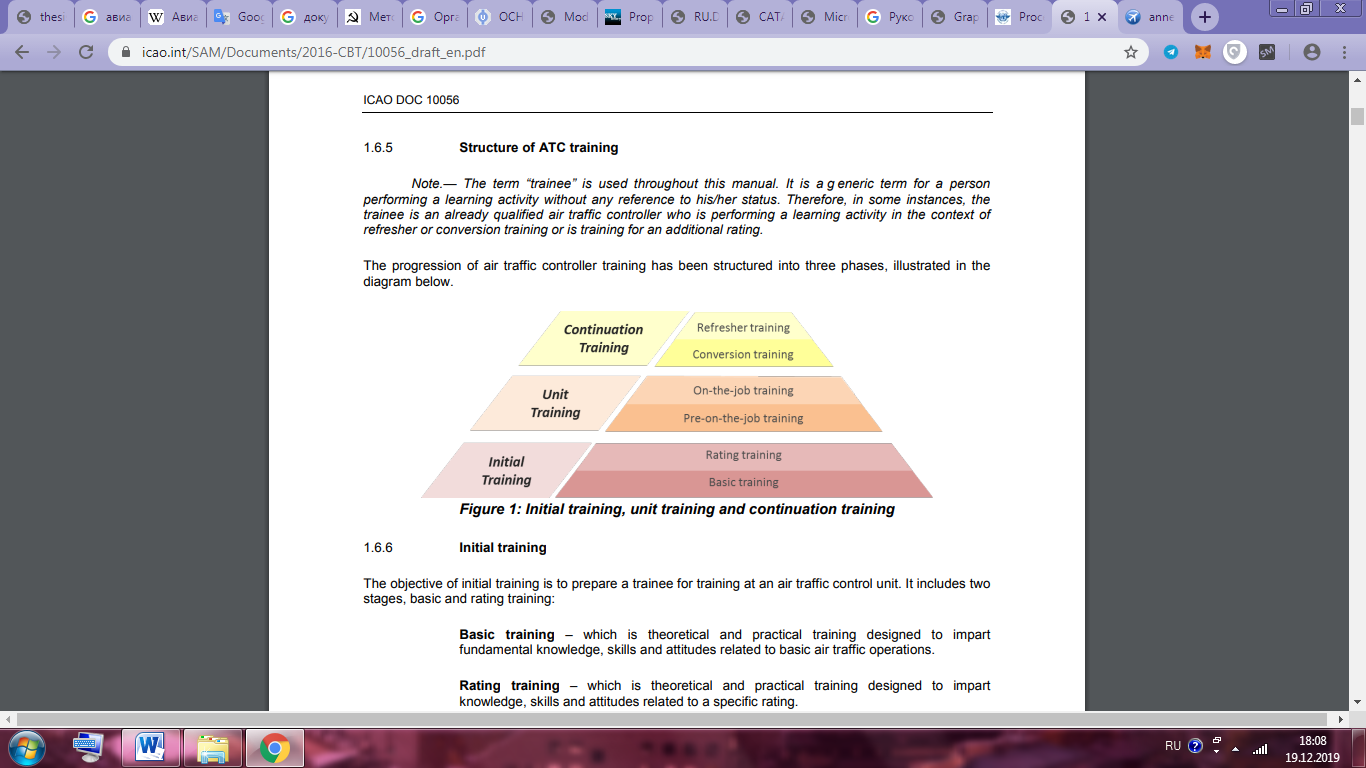 thesi
авиа
Авиа
Goog
доку
Мето
Орга
ОСН
Mod
Prop
RU.D
CATA
Micr
Руко
Grap
Proc
1
anne
icao.int/SAM/Documents/2016-CBT/10056_draft_en.pdf
ICAO DOC 10056
1.6.5 Structure of ATC training
Note.— The term “trainee” is used throughout this manual. It is a g eneric term for a person
performing a learning activity without any reference to his/her status. Therefore, in some instances, the
trainee is an already qualified air traffic controller who is performing a learning activity in the context of
refresher or conversion training or is training for an additional rating.
The progression of air traffic controller training has been structured into three phases, illustrated in the
diagram below.
Continuation
Training
Refresher training
Conversion training
Unit
Training
On-the-job training
Pre-on-the-job training
Initial
Training
Rating training
Basic training
Figure 1: Initial training, unit training and continuation training
1.6.6 Initial training
The objective of initial training is to prepare a trainee for training at an air traffic control unit. It includes two
stages, basic and rating training:
Basic training – which is theoretical and practical training designed to impart
fundamental knowledge, skills and attitudes related to basic air traffic operations.
Rating training – which is theoretical and practical training designed to impart
knowledge, skills and attitudes related to a specific rating.
RU
18:08
19.12.2019